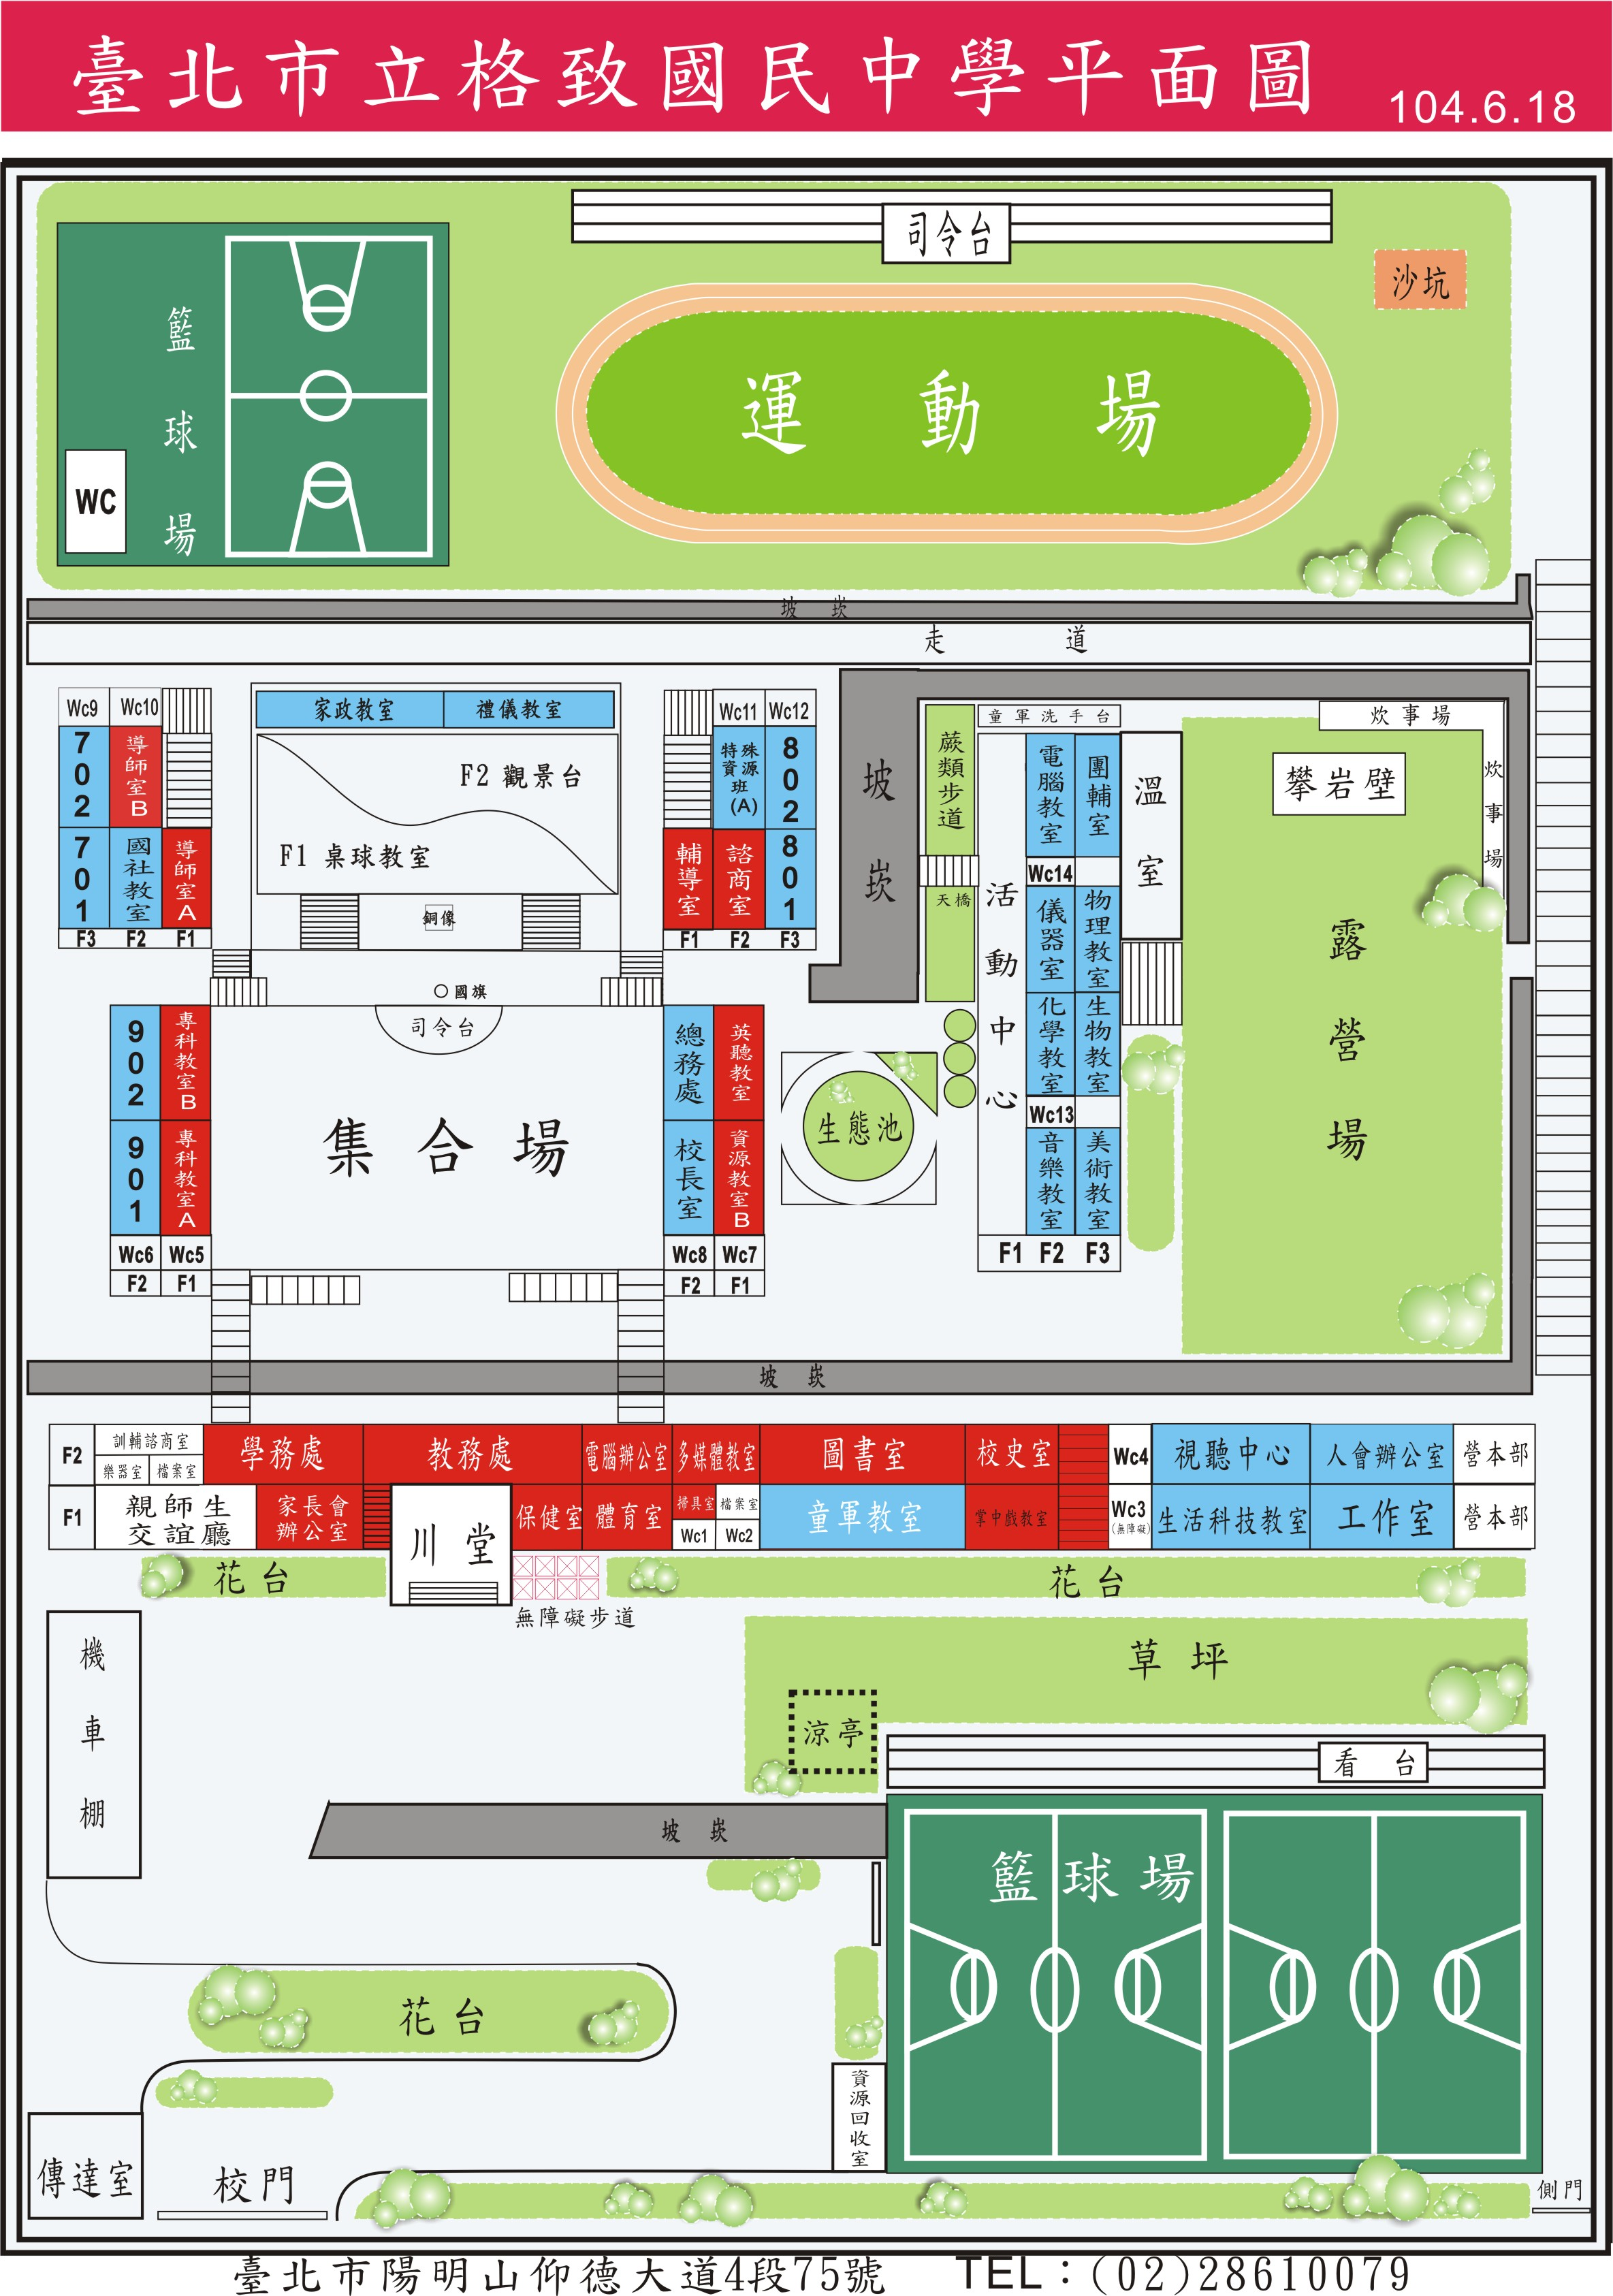 臺北市立格致國民中學平面圖 104.6.18
司令台
沙坑
籃球場
運動場
WC
坡崁
走道
Wc9 Wc10
702
導師室B
701
國社教室
導師室A
F3 F2 F1
家政教室 禮儀教室
F2 觀景台
F1 桌球教室
銅像
國旗
司令台
集合場
Wc11 Wc12
特殊資源班(A)
802
輔導室
諮商室
801
F1 F2 F3
坡崁
蕨類步道
天橋
童軍洗手台
活動中心
電腦教室
團輔室
Wc14
儀器室
物理教室
化學教室
生物教室
Wc13
音樂教室
美術教室
F1 F2 F3
溫室
炊事場
炊事場
攀岩壁
露營場
902
專科教室B
901
專科教室A
Wc6 Wc5
F2 F1
總務處
英聽教室
校長室
資源教室B
Wc8 Wc7
F2 F1
生態池
坡崁
F2 訓輔諮商室 樂器室 檔案室 學務處 教務處 電腦辦公室 多媒體教室 圖書室 校史室 Wc4 視聽中心 人會辦公室 營本部
F1 親師生交誼廳 家長會辦公室 川堂 保健室 體育室 掃具室 檔案室 Wc1 Wc2 童軍教室 掌中戲教室 Wc3 (無障礙) 生活科技教室 工作室 營本部
花台
花台
無障礙步道
機車棚
草坪
涼亭
看台
坡崁
籃球場
花台
資源回收室
傳達室
校門
側門
臺北市陽明山仰德大道4段75號 TEL：(02)28610079